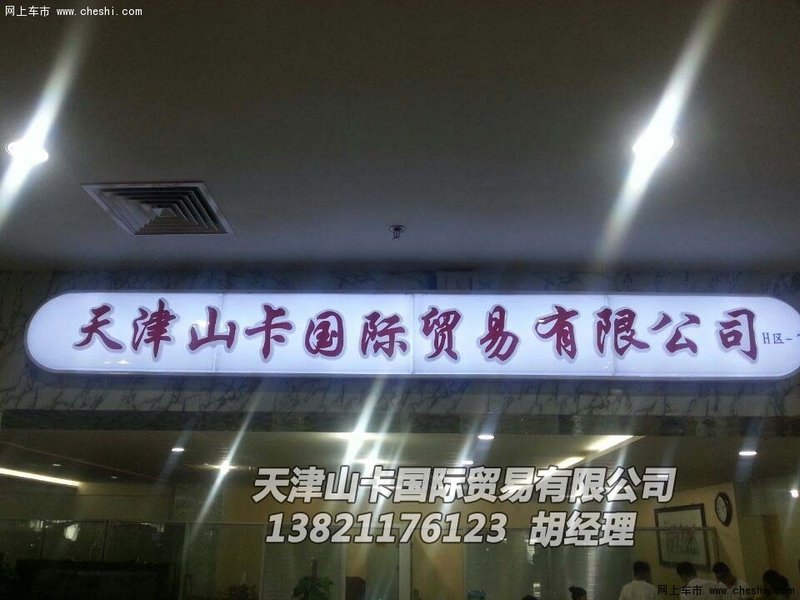 网上车市 www.cheshi.com
天津山卡国际贸易有限公司 H区-
天津山卡国际贸易有限公司
13821176123 胡经理
网上车市 www.cheshi.com